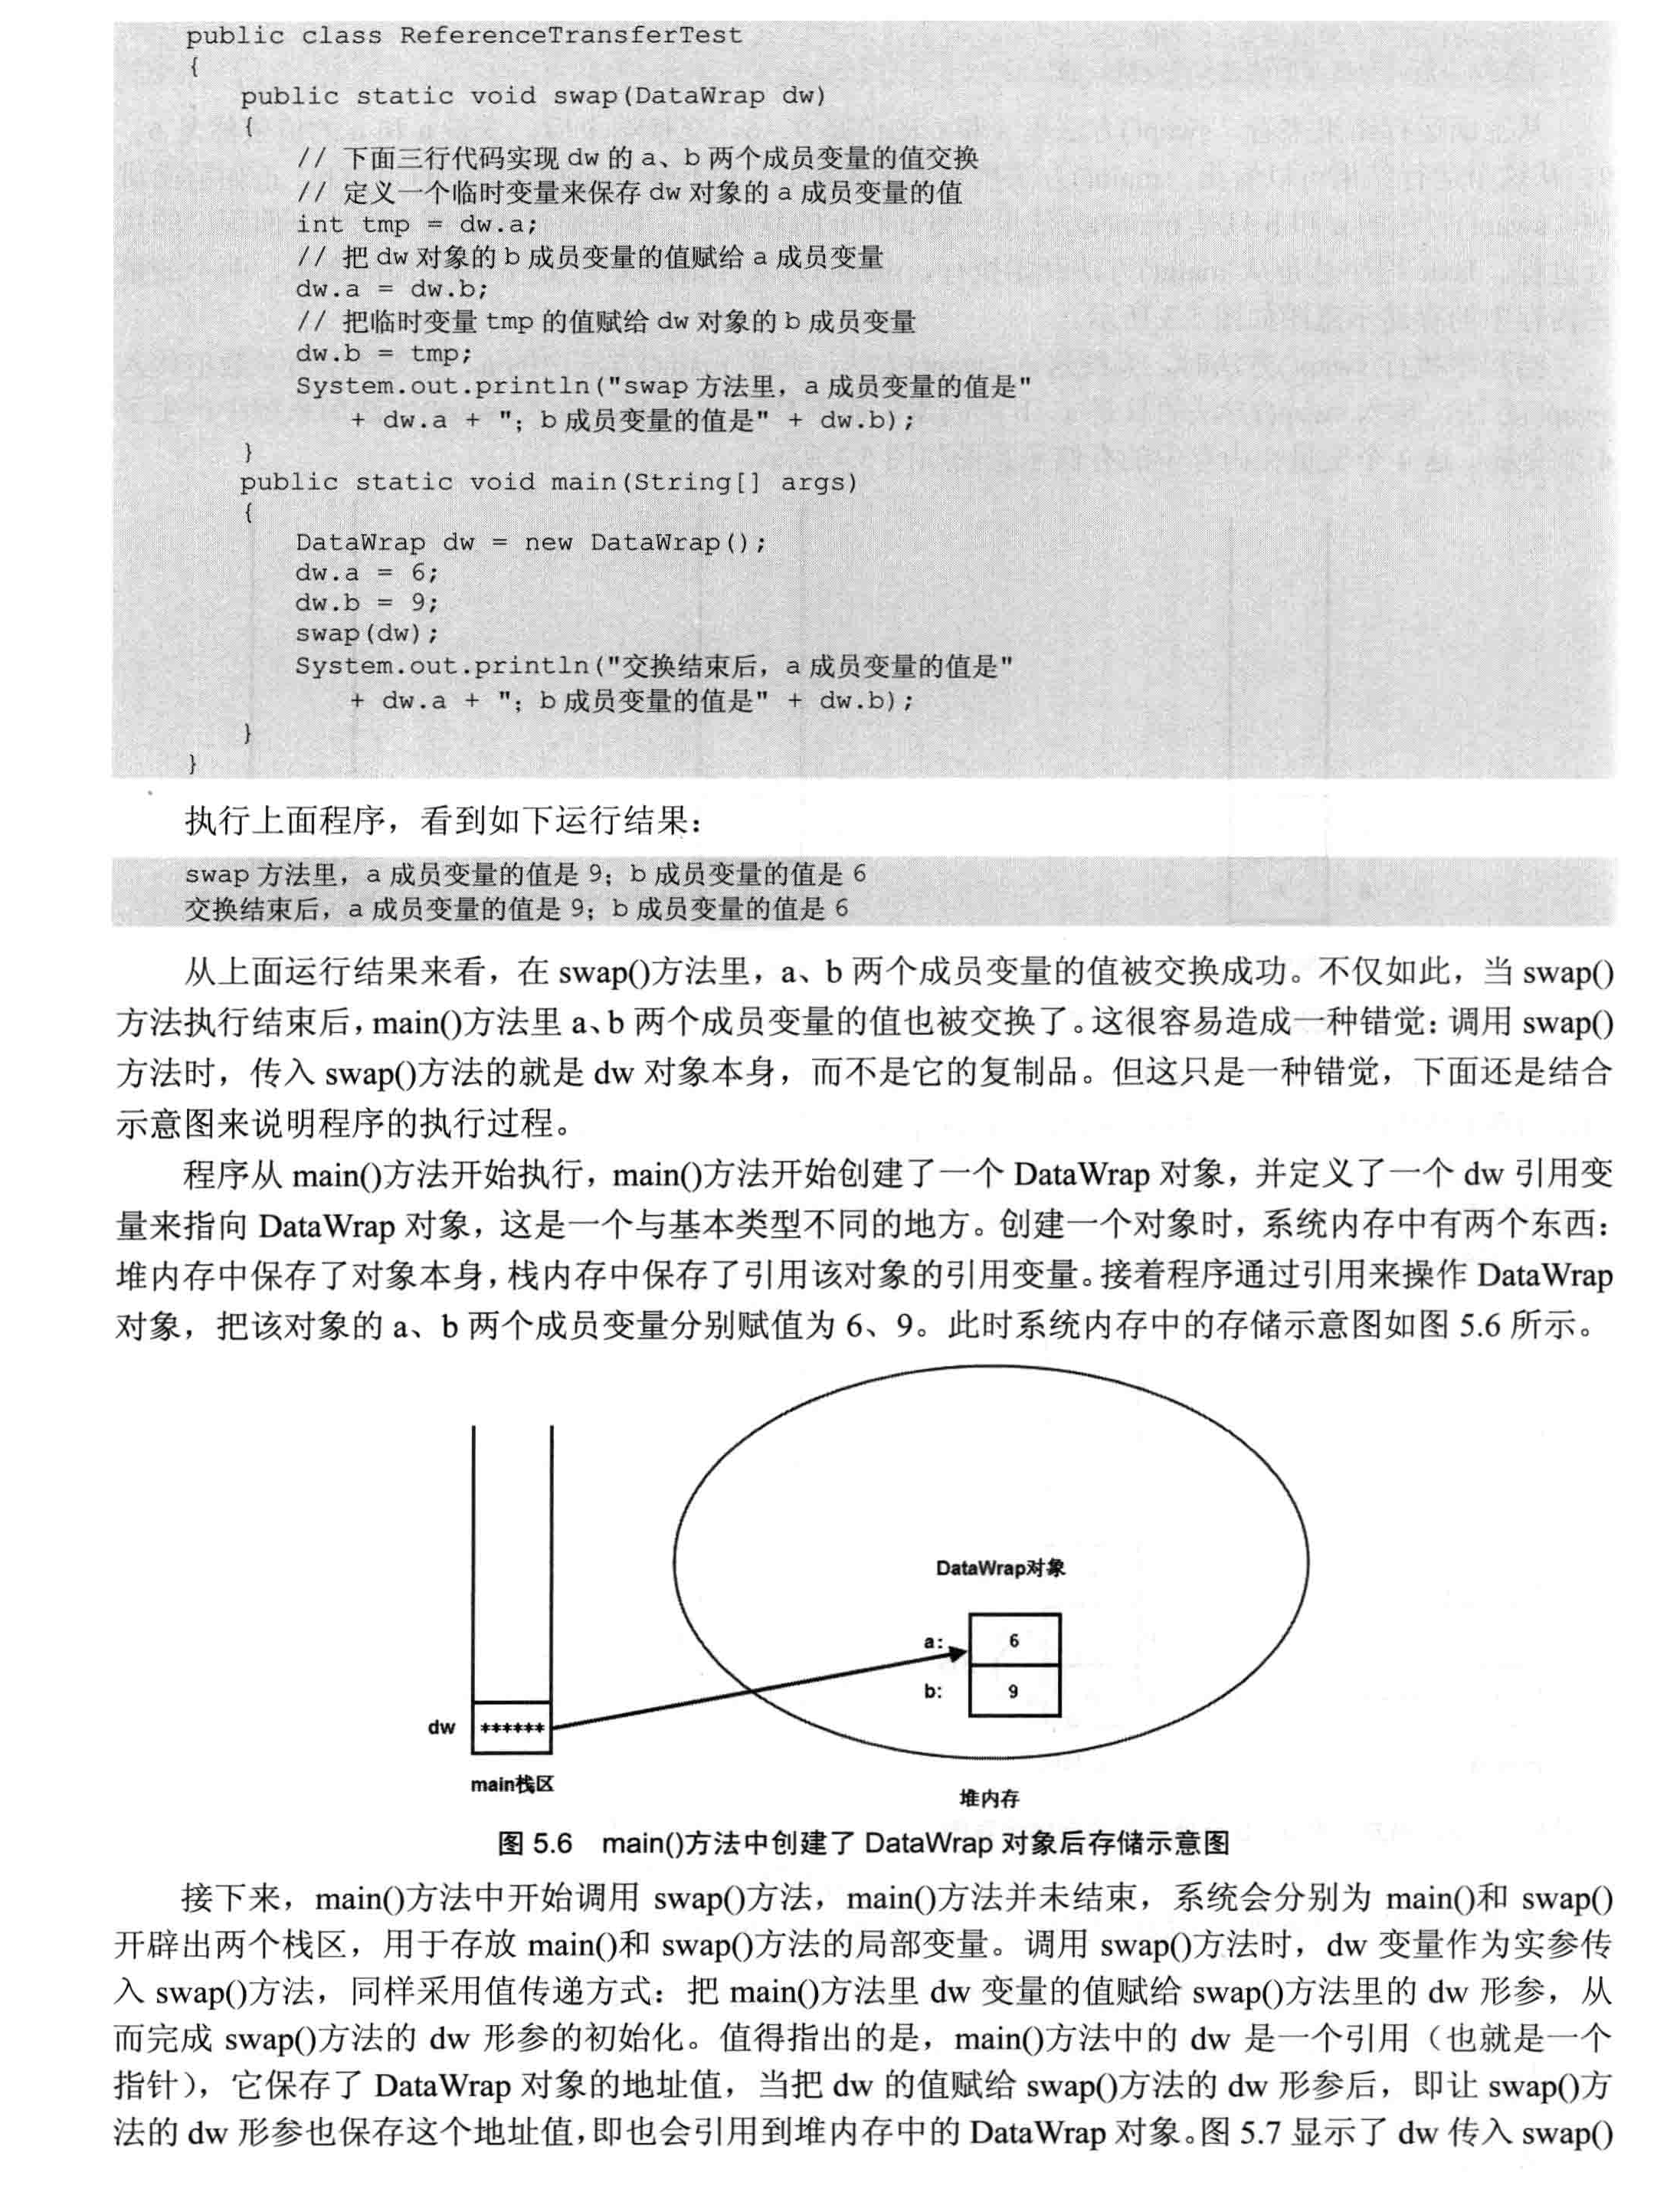 public class ReferenceTransferTest
{
public static void swap(DataWrap dw)
{
// 下面三行代码实现 dw 的 a、b 两个成员变量的值交换
// 定义一个临时变量来保存 dw 对象的 a 成员变量的值
int tmp = dw.a;
// 把 dw 对象的 b 成员变量的值赋给 a 成员变量
dw.a = dw.b;
// 把临时变量 tmp 的值赋给 dw 对象的 b 成员变量
dw.b = tmp;
System.out.println("swap 方法里，a 成员变量的值是"
+ dw.a + "；b 成员变量的值是" + dw.b);
}
public static void main(String[] args)
{
DataWrap dw = new DataWrap();
dw.a = 6;
dw.b = 9;
swap(dw);
System.out.println("交换结束后，a 成员变量的值是"
+ dw.a + "；b 成员变量的值是" + dw.b);
}
}
执行上面程序，看到如下运行结果：
swap 方法里，a 成员变量的值是 9；b 成员变量的值是 6
交换结束后，a 成员变量的值是 9；b 成员变量的值是 6
从上面运行结果来看，在 swap()方法里，a、b 两个成员变量的值被交换成功。不仅如此，当 swap()
方法执行结束后，main()方法里 a、b 两个成员变量的值也被交换了。这很容易造成一种错觉：调用 swap()
方法时，传入 swap()方法的就是 dw 对象本身，而不是它的复制品。但这只是一种错觉，下面还是结合
示意图来说明程序的执行过程。
程序从 main()方法开始执行，main()方法开始创建了一个 DataWrap 对象，并定义了一个 dw 引用变
量来指向 DataWrap 对象，这是一个与基本类型不同的地方。创建一个对象时，系统内存中有两个东西：
堆内存中保存了对象本身，栈内存中保存了引用该对象的引用变量。接着程序通过引用来操作 DataWrap
对象，把该对象的 a、b 两个成员变量分别赋值为 6、9。此时系统内存中的存储示意图如图 5.6 所示。
DataWrap对象
a: 6
b: 9
dw ******
main栈区
堆内存
图 5.6 main()方法中创建了 DataWrap 对象后存储示意图
接下来，main()方法中开始调用 swap()方法，main()方法并未结束，系统会分别为 main()和 swap()
开辟出两个栈区，用于存放 main()和 swap()方法的局部变量。调用 swap()方法时，dw 变量作为实参传
入 swap()方法，同样采用值传递方式：把 main()方法里 dw 变量的值赋给 swap()方法里的 dw 形参，从
而完成 swap()方法的 dw 形参的初始化。值得指出的是，main()方法中的 dw 是一个引用（也就是一个
指针），它保存了 DataWrap 对象的地址值，当把 dw 的值赋给 swap()方法的 dw 形参后，即让 swap()方
法的 dw 形参也保存这个地址值，即也会引用到堆内存中的 DataWrap 对象。图 5.7 显示了 dw 传入 swap()